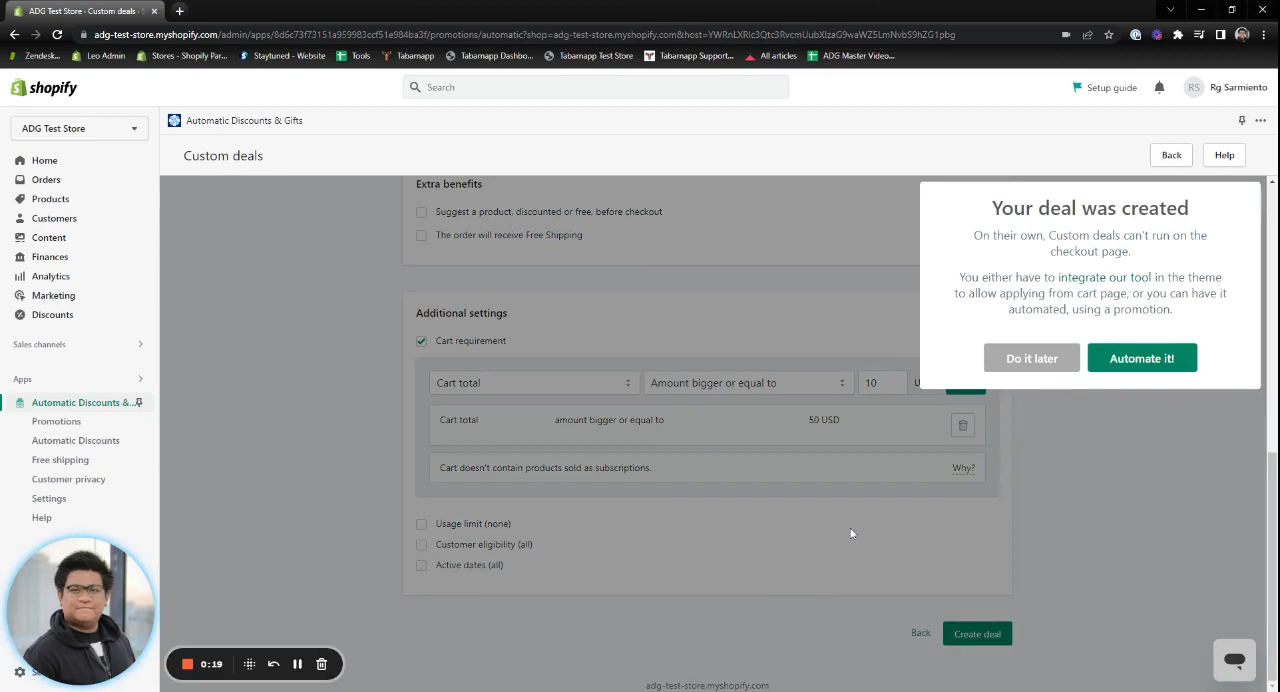 ADG Test Store - Custom deals - S
adg-test-store.myshopify.com/admin/apps/8d6c73f73151a959983ccf51e984ba3f/promotions/automatic?shop=adg-test-store.myshopify.com&host=YWRnLXRlc3Qtc3RvcmUubXlzaG9waWZ5LmNvbS9hZG1pbg
Zendesk... Leo Admin Stores - Shopify Par... Staytuned - Website Tools Tabarnapp Tabarnapp Dashbo... Tabarnapp Test Store Tabarnapp Support... All articles ADG Master Video...
shopify
Search
Setup guide
RS
Rg Sarmiento
ADG Test Store
Automatic Discounts & Gifts
Custom deals
Back
Help
Home
Orders
Products
Customers
Content
Finances
Analytics
Marketing
Discounts
Sales channels
Apps
Automatic Discounts &...
Promotions
Automatic Discounts
Free shipping
Customer privacy
Settings
Help
Extra benefits
Suggest a product, discounted or free, before checkout
The order will receive Free Shipping
Additional settings
Cart requirement
Cart total
Amount bigger or equal to
10
Cart total amount bigger or equal to 50 USD
Cart doesn't contain products sold as subscriptions. Why?
Usage limit (none)
Customer eligibility (all)
Active dates (all)
Back
Create deal
Your deal was created
On their own, Custom deals can't run on the
checkout page.
You either have to integrate our tool in the theme
to allow applying from cart page, or you can have it
automated, using a promotion.
Do it later
Automate it!
0:19
adg-test-store.myshopify.com